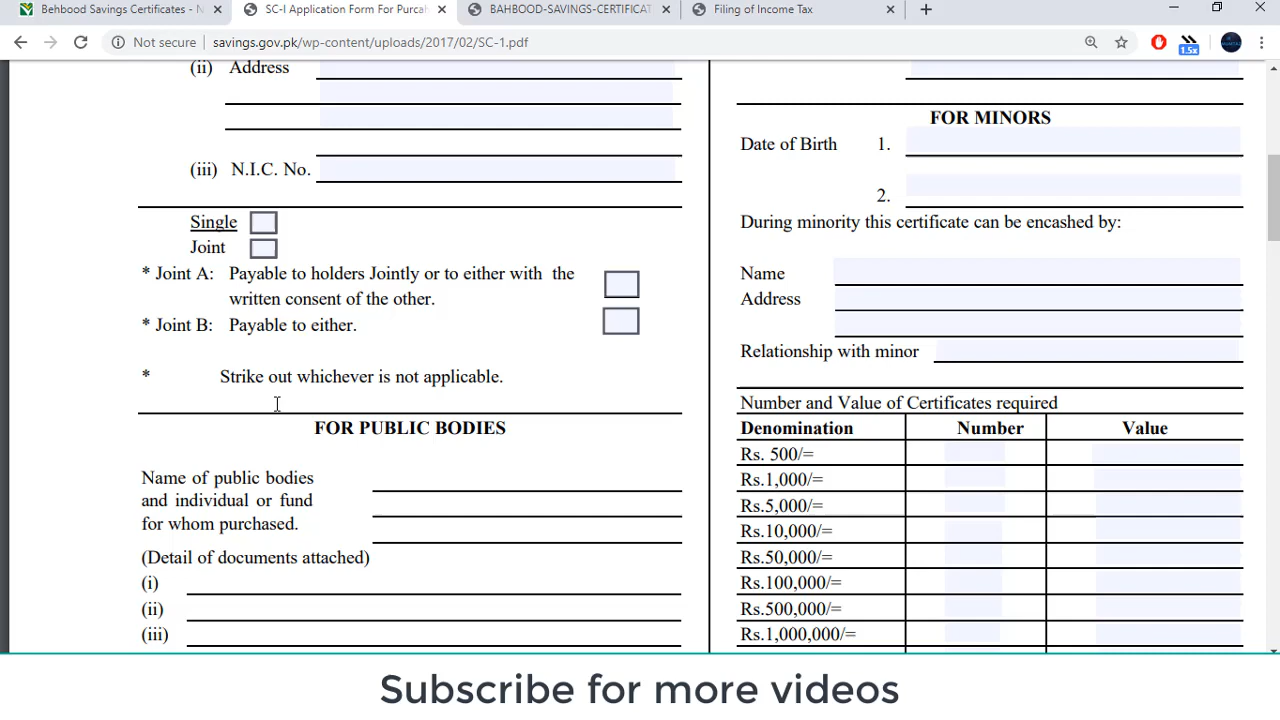 Behbood Savings Certificates - N
SC-I Application Form For Purcah
BAHBOOD-SAVINGS-CERTIFICAT
Filing of Income Tax
Not secure
savings.gov.pk/wp-content/uploads/2017/02/SC-1.pdf
1.5x
(ii) Address
(iii) N.I.C. No.
Single
Joint
* Joint A: Payable to holders Jointly or to either with the
written consent of the other.
* Joint B: Payable to either.
* Strike out whichever is not applicable.
FOR PUBLIC BODIES
Name of public bodies
and individual or fund
for whom purchased.
(Detail of documents attached)
(i)
(ii)
(iii)
FOR MINORS
Date of Birth 1.
2.
During minority this certificate can be encashed by:
Name
Address
Relationship with minor
Number and Value of Certificates required
Denomination Number Value
Rs. 500/=
Rs.1,000/=
Rs.5,000/=
Rs.10,000/=
Rs.50,000/=
Rs.100,000/=
Rs.500,000/=
Rs.1,000,000/=
Subscribe for more videos